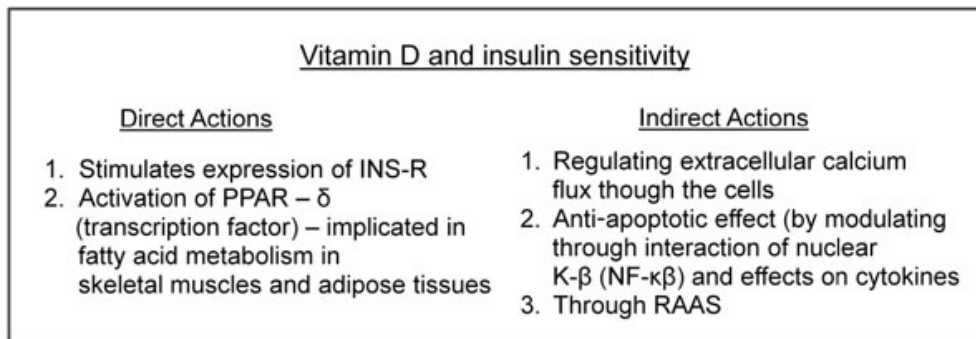 Vitamin D and insulin sensitivity
Direct Actions
1. Stimulates expression of INS-R
2. Activation of PPAR – δ
(transcription factor) – implicated in
fatty acid metabolism in
skeletal muscles and adipose tissues
Indirect Actions
1. Regulating extracellular calcium
flux though the cells
2. Anti-apoptotic effect (by modulating
through interaction of nuclear
K-β (NF-κβ) and effects on cytokines
3. Through RAAS